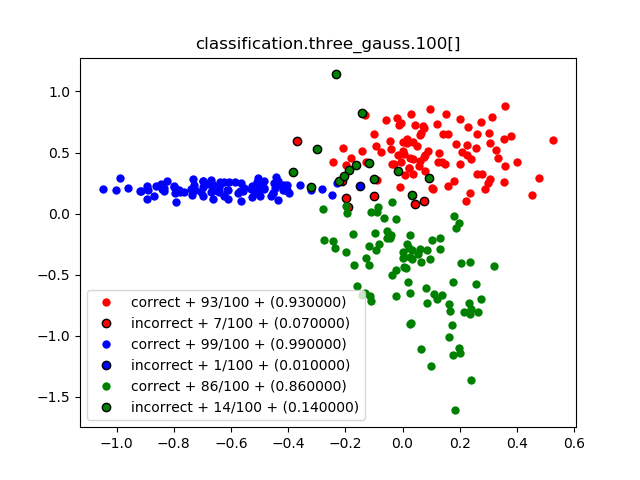 classification.three_gauss.100[]
1.0
0.5
0.0
−0.5
−1.0
−1.5
correct + 93/100 + (0.930000)
incorrect + 7/100 + (0.070000)
correct + 99/100 + (0.990000)
incorrect + 1/100 + (0.010000)
correct + 86/100 + (0.860000)
incorrect + 14/100 + (0.140000)
−1.0 −0.8 −0.6 −0.4 −0.2 0.0 0.2 0.4 0.6